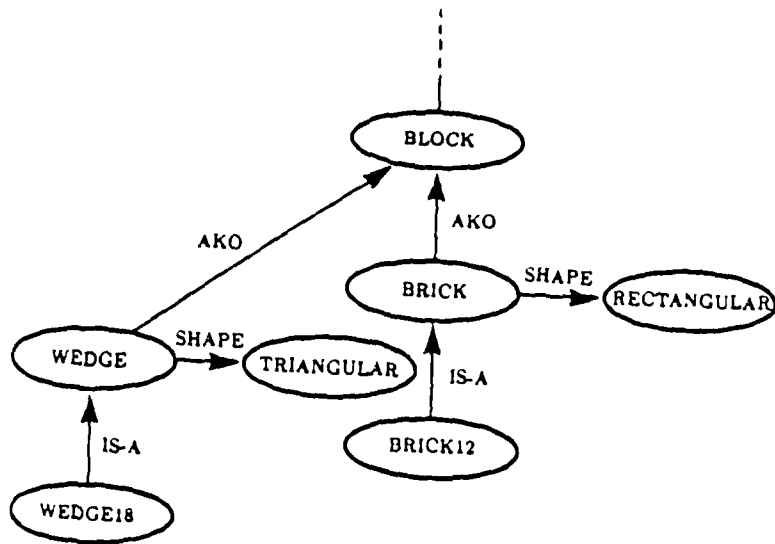 BLOCK
AKO
AKO
BRICK
SHAPE
RECTANGULAR
WEDGE
SHAPE
TRIANGULAR
IS-A
BRICK12
IS-A
WEDGE18